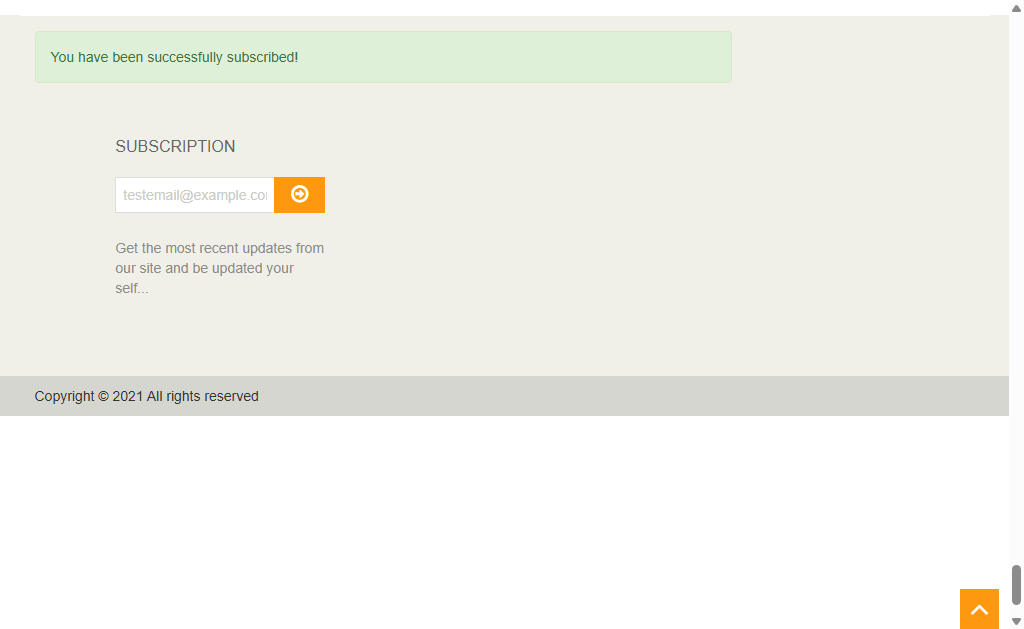 You have been successfully subscribed!
SUBSCRIPTION
testemail@example.co
Get the most recent updates from
our site and be updated your
self...
Copyright © 2021 All rights reserved